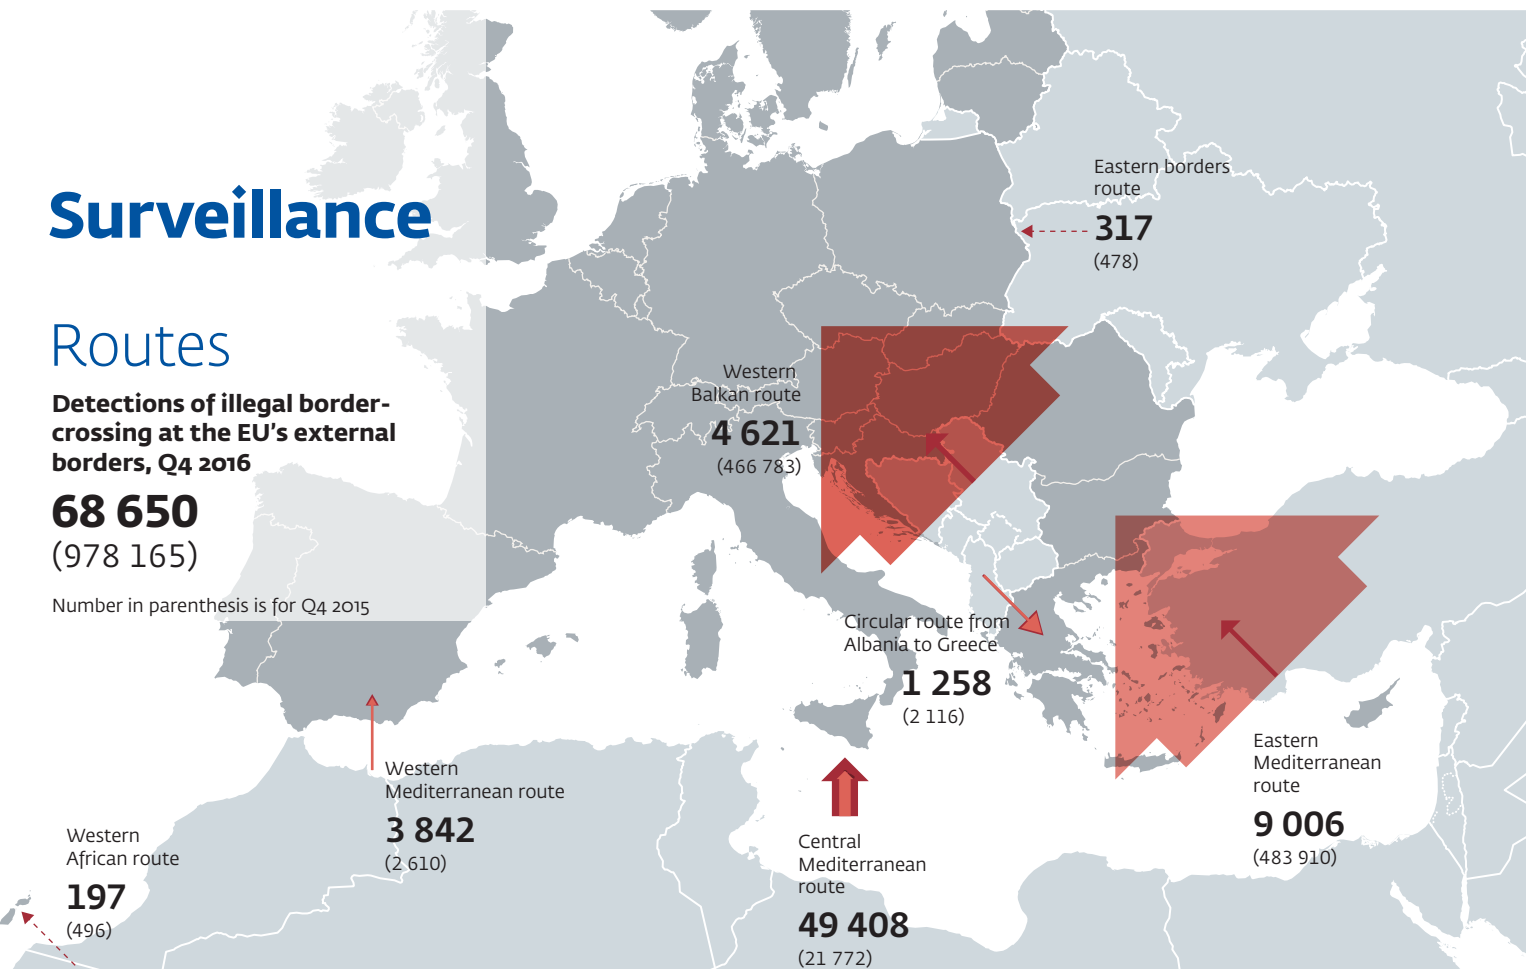 Surveillance
Routes
Detections of illegal border-
crossing at the EU's external
borders, Q4 2016
68 650
(978 165)
Number in parenthesis is for Q4 2015
Eastern borders
route
317
(478)
Western
Balkan route
4 621
(466 783)
Circular route from
Albania to Greece
1 258
(2 116)
Eastern
Mediterranean
route
9 006
(483 910)
Western
Mediterranean route
3 842
(2 610)
Central
Mediterranean
route
49 408
(21 772)
Western
African route
197
(496)